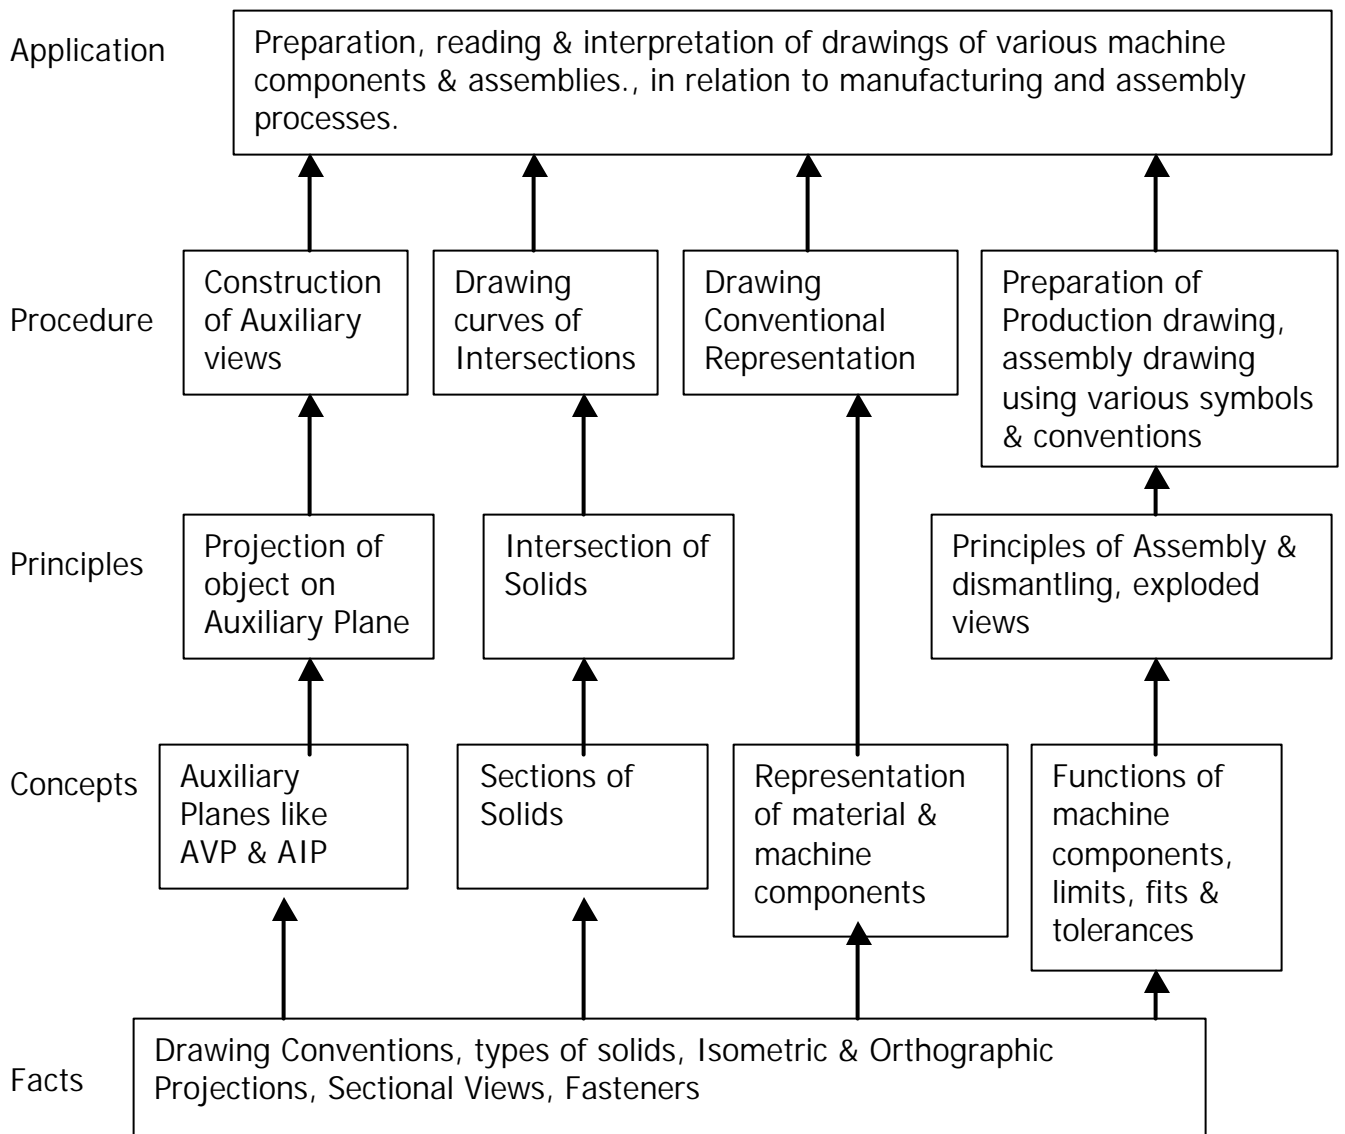 Application
Preparation, reading & interpretation of drawings of various machine
components & assemblies., in relation to manufacturing and assembly
processes.
Procedure
Construction
of Auxiliary
views
Drawing
curves of
Intersections
Drawing
Conventional
Representation
Preparation of
Production drawing,
assembly drawing
using various symbols
& conventions
Principles
Projection of
object on
Auxiliary Plane
Intersection of
Solids
Principles of Assembly &
dismantling, exploded
views
Concepts
Auxiliary
Planes like
AVP & AIP
Sections of
Solids
Representation
of material &
machine
components
Functions of
machine
components,
limits, fits &
tolerances
Facts
Drawing Conventions, types of solids, Isometric & Orthographic
Projections, Sectional Views, Fasteners